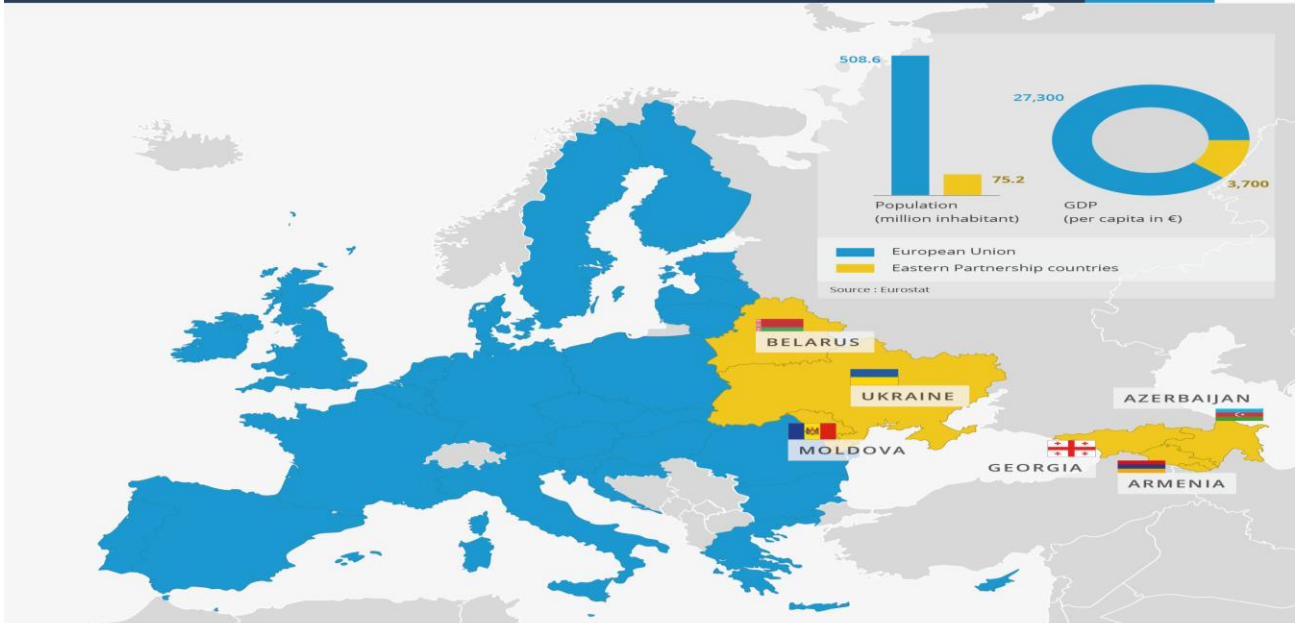 508.6
75.2
Population
(million inhabitant)
27,300
3,700
GDP
(per capita in €)
European Union
Eastern Partnership countries
Source : Eurostat
BELARUS
UKRAINE
MOLDOVA
AZERBAIJAN
GEORGIA
ARMENIA